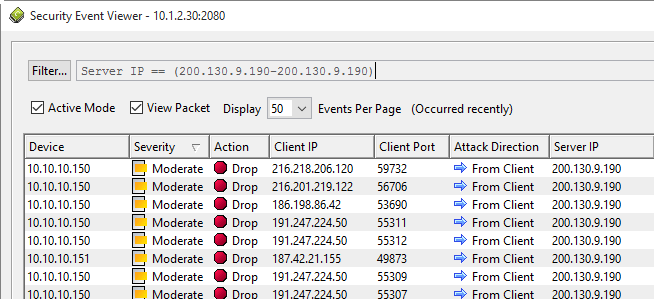 Security Event Viewer - 10.1.2.30:2080
Filter... Server IP == (200.130.9.190-200.130.9.190)
Active Mode View Packet Display 50 Events Per Page (Occurred recently)
Device Severity Action Client IP Client Port Attack Direction Server IP
10.10.10.150 Moderate Drop 216.218.206.120 59732 From Client 200.130.9.190
10.10.10.150 Moderate Drop 216.201.219.122 56706 From Client 200.130.9.190
10.10.10.150 Moderate Drop 186.198.86.42 53690 From Client 200.130.9.190
10.10.10.150 Moderate Drop 191.247.224.50 55311 From Client 200.130.9.190
10.10.10.150 Moderate Drop 191.247.224.50 55312 From Client 200.130.9.190
10.10.10.151 Moderate Drop 187.42.21.155 49873 From Client 200.130.9.190
10.10.10.150 Moderate Drop 191.247.224.50 55309 From Client 200.130.9.190
10.10.10.150 Moderate Drop 191.247.224.50 55307 From Client 200.130.9.190